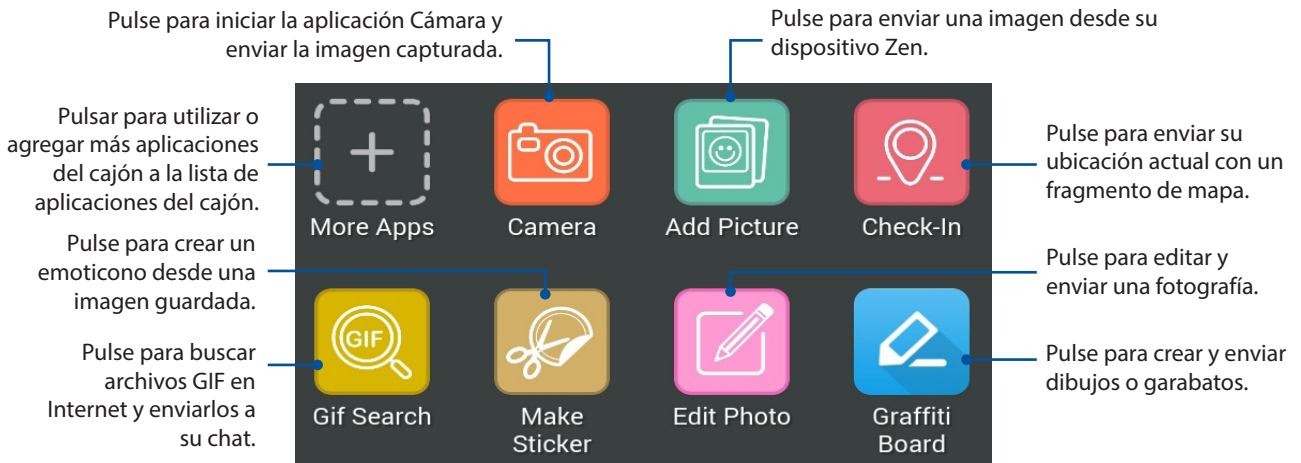 Pulse para iniciar la aplicación Cámara y
enviar la imagen capturada.
Pulse para enviar una imagen desde su
dispositivo Zen.
Pulsar para utilizar o
agregar más aplicaciones
del cajón a la lista de
aplicaciones del cajón.
Pulse para crear un
emoticono desde una
imagen guardada.
Pulse para buscar
archivos GIF en
Internet y enviarlos a
su chat.
More Apps
Camera
Add Picture
Check-In
GIF
Gif Search
Make
Sticker
Edit Photo
Graffiti
Board
Pulse para enviar su
ubicación actual con un
fragmento de mapa.
Pulse para editar y
enviar una fotografía.
Pulse para crear y enviar
dibujos o garabatos.